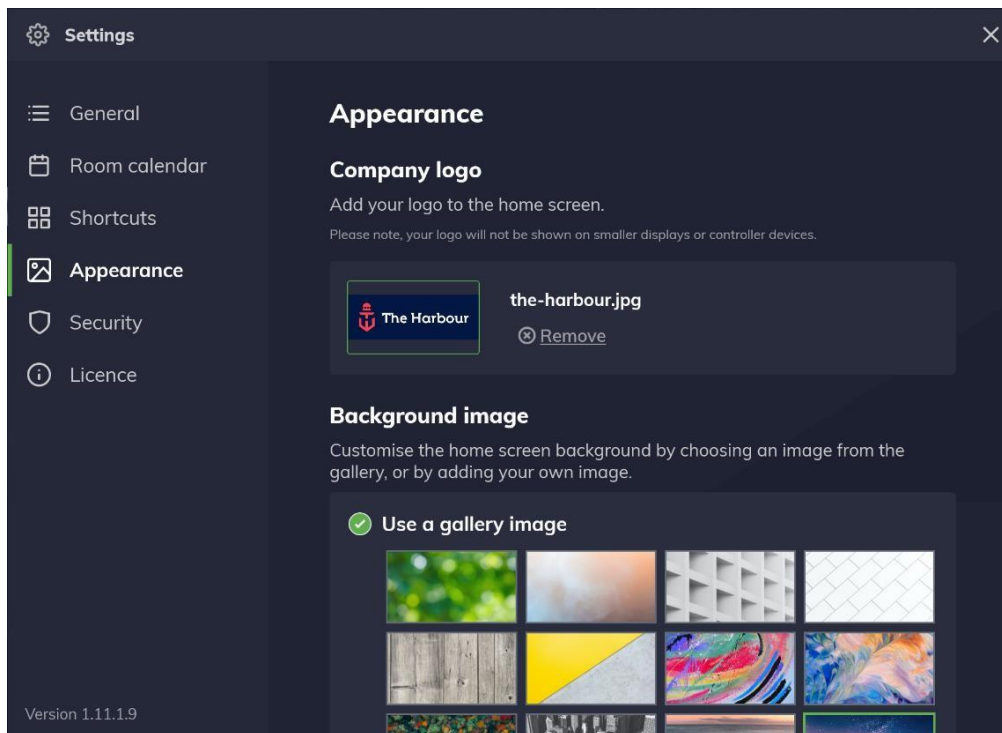 Settings
General
Room calendar
Shortcuts
Appearance
Security
Licence
Version 1.11.1.9
Appearance
Company logo
Add your logo to the home screen.
Please note, your logo will not be shown on smaller displays or controller devices.
The Harbour
the-harbour.jpg
Remove
Background image
Customise the home screen background by choosing an image from the
gallery, or by adding your own image.
Use a gallery image